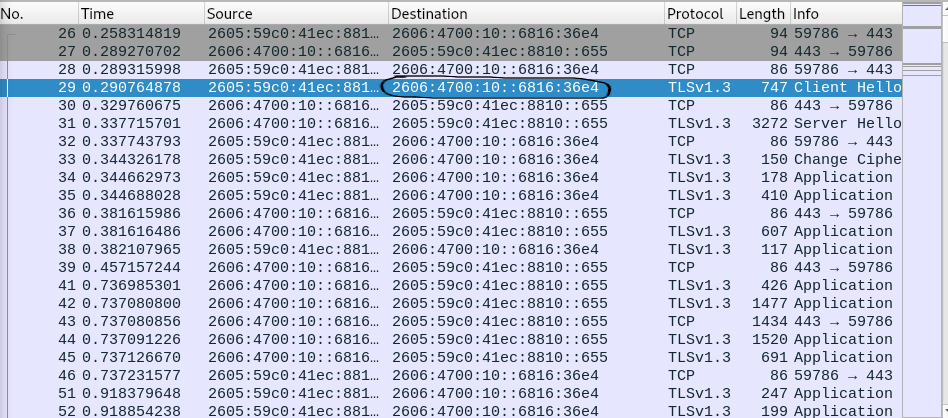 No. Time Source Destination Protocol Length Info
26 0.258314819 2605:59c0:41ec:881… 2606:4700:10::6816:36e4 TCP 94 59786 → 443
27 0.289270702 2606:4700:10::6816… 2605:59c0:41ec:8810::655 TCP 94 443 → 59786
28 0.289315998 2605:59c0:41ec:881… 2606:4700:10::6816:36e4 TCP 86 59786 → 443
29 0.290764878 2605:59c0:41ec:881… 2606:4700:10::6816:36e4 TLSv1.3 747 Client Hello
30 0.329760675 2606:4700:10::6816… 2605:59c0:41ec:8810::655 TCP 86 443 → 59786
31 0.337715701 2606:4700:10::6816… 2605:59c0:41ec:8810::655 TLSv1.3 3272 Server Hello
32 0.337743793 2605:59c0:41ec:881… 2606:4700:10::6816:36e4 TCP 86 59786 → 443
33 0.344326178 2605:59c0:41ec:881… 2606:4700:10::6816:36e4 TLSv1.3 150 Change Ciphe
34 0.344662973 2605:59c0:41ec:881… 2606:4700:10::6816:36e4 TLSv1.3 178 Application
35 0.344688028 2605:59c0:41ec:881… 2606:4700:10::6816:36e4 TLSv1.3 410 Application
36 0.381615986 2606:4700:10::6816… 2605:59c0:41ec:8810::655 TCP 86 443 → 59786
37 0.381616486 2606:4700:10::6816… 2605:59c0:41ec:8810::655 TLSv1.3 607 Application
38 0.382107965 2605:59c0:41ec:881… 2606:4700:10::6816:36e4 TLSv1.3 117 Application
39 0.457157244 2606:4700:10::6816… 2605:59c0:41ec:8810::655 TCP 86 443 → 59786
41 0.736985301 2606:4700:10::6816… 2605:59c0:41ec:8810::655 TLSv1.3 426 Application
42 0.737080800 2606:4700:10::6816… 2605:59c0:41ec:8810::655 TLSv1.3 1477 Application
43 0.737080856 2606:4700:10::6816… 2605:59c0:41ec:8810::655 TCP 1434 443 → 59786
44 0.737091226 2606:4700:10::6816… 2605:59c0:41ec:8810::655 TLSv1.3 1520 Application
45 0.737126670 2606:4700:10::6816… 2605:59c0:41ec:8810::655 TLSv1.3 691 Application
46 0.737231577 2605:59c0:41ec:881… 2606:4700:10::6816:36e4 TCP 86 59786 → 443
51 0.918379648 2605:59c0:41ec:881… 2606:4700:10::6816:36e4 TLSv1.3 247 Application
52 0.918854238 2605:59c0:41ec:881… 2606:4700:10::6816:36e4 TLSv1.3 199 Application